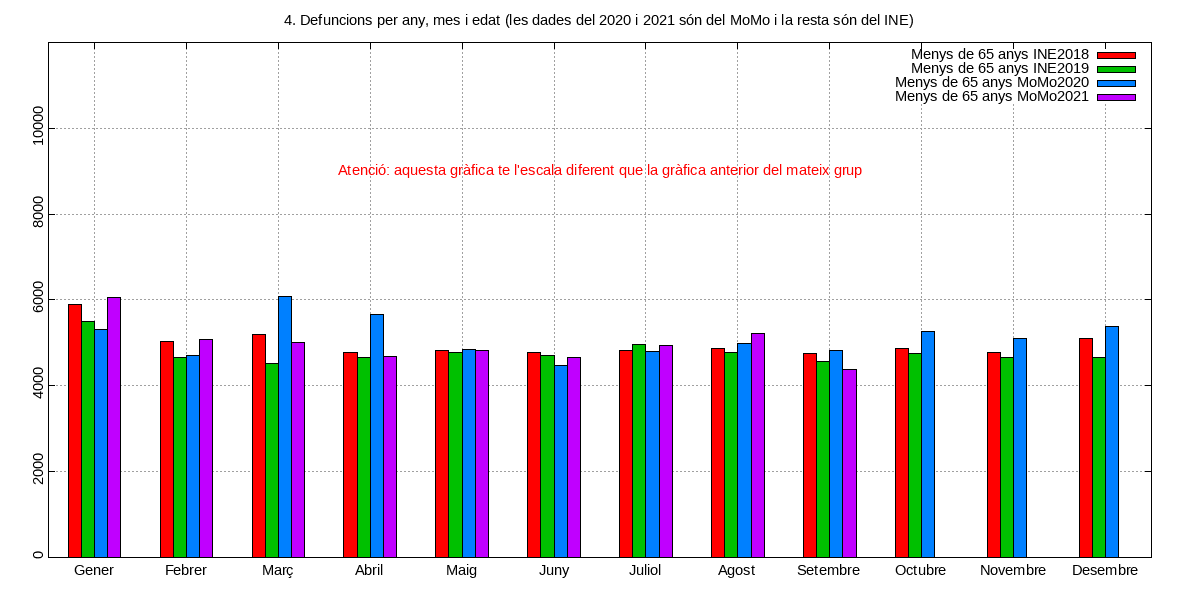 4. Defuncions per any, mes i edat (les dades del 2020 i 2021 són del MoMo i la resta són del INE)
Menys de 65 anys INE2018
Menys de 65 anys INE2019
Menys de 65 anys MoMo2020
Menys de 65 anys MoMo2021
Atenció: aquesta gràfica te l'escala diferent que la gràfica anterior del mateix grup
10000
8000
6000
4000
2000
0
Gener Febrer Març Abril Maig Juny Juliol Agost Setembre Octubre Novembre Desembre